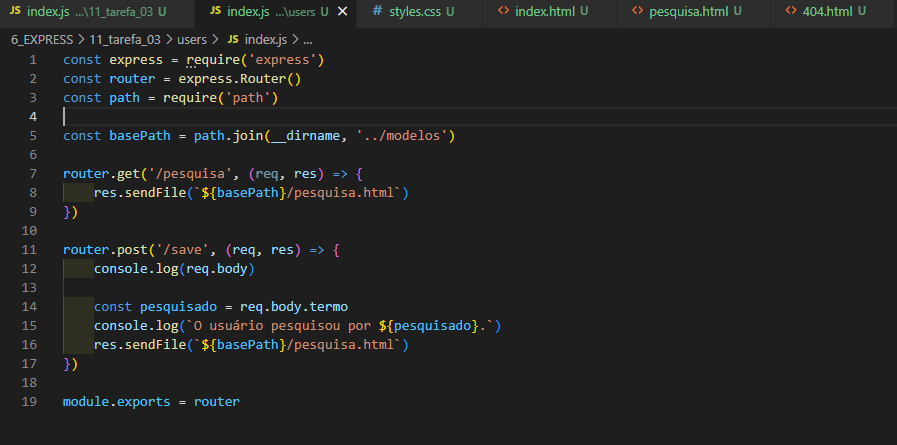 JS index.js ...\11_tarefa_03 U JS index.js ...\users U × # styles.css U <> index.html U <> pesquisa.html U <> 404.html U
6_EXPRESS > 11_tarefa_03 > users > JS index.js > ...
1 const express = require('express')
2 const router = express.Router()
3 const path = require('path')
4
5 const basePath = path.join(__dirname, '../modelos')
6
7 router.get('/pesquisa', (req, res) => {
8 res.sendFile(`${basePath}/pesquisa.html`)
9 })
10
11 router.post('/save', (req, res) => {
12 console.log(req.body)
13
14 const pesquisado = req.body.termo
15 console.log(`O usuário pesquisou por ${pesquisado}.`)
16 res.sendFile(`${basePath}/pesquisa.html`)
17 })
18
19 module.exports = router